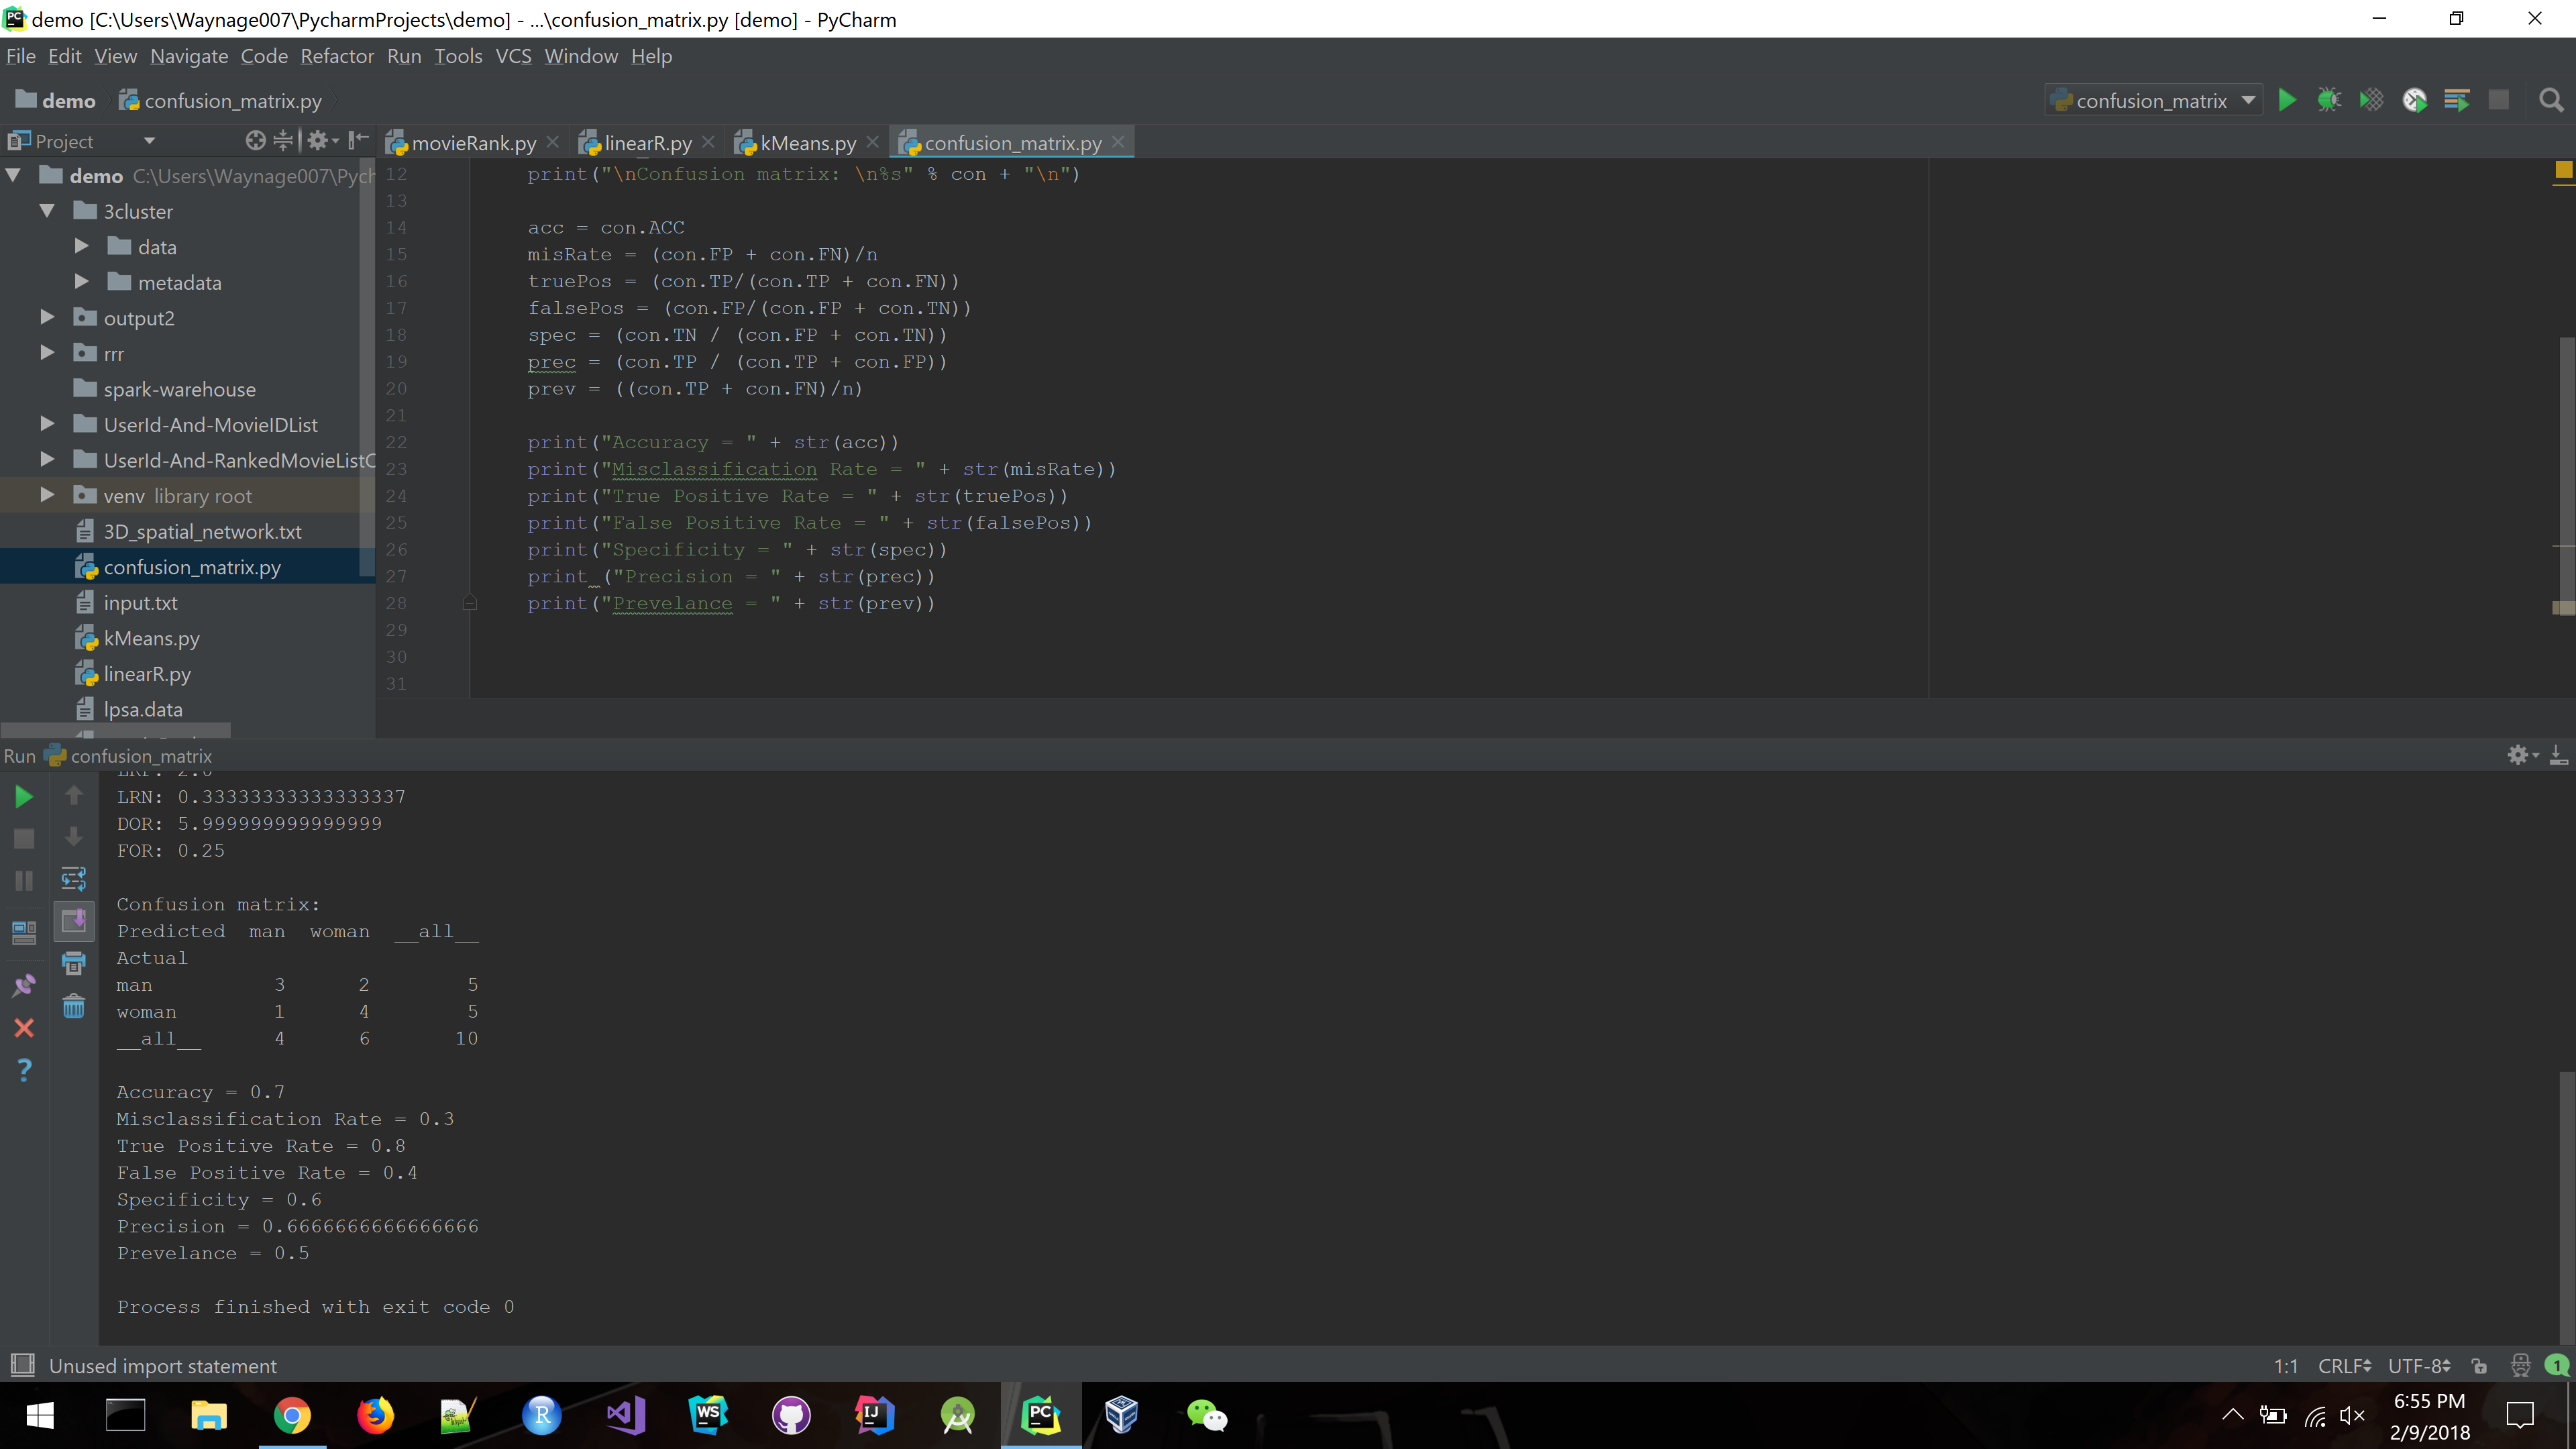 demo [C:\Users\Waynage007\PycharmProjects\demo] - ...\confusion_matrix.py [demo] - PyCharm
File Edit View Navigate Code Refactor Run Tools VCS Window Help
demo confusion_matrix.py
confusion_matrix
Project
movieRank.py linearR.py kMeans.py confusion_matrix.py
demo C:\Users\Waynage007\Pych
3cluster
data
metadata
output2
rrr
spark-warehouse
UserId-And-MovieIDList
UserId-And-RankedMovieListC
venv library root
3D_spatial_network.txt
confusion_matrix.py
input.txt
kMeans.py
linearR.py
lpsa.data
12 print("\nConfusion matrix: \n%s" % con + "\n")
13
14 acc = con.ACC
15 misRate = (con.FP + con.FN)/n
16 truePos = (con.TP/(con.TP + con.FN))
17 falsePos = (con.FP/(con.FP + con.TN))
18 spec = (con.TN / (con.FP + con.TN))
19 prec = (con.TP / (con.TP + con.FP))
20 prev = ((con.TP + con.FN)/n)
21
22 print("Accuracy = " + str(acc))
23 print("Misclassification Rate = " + str(misRate))
24 print("True Positive Rate = " + str(truePos))
25 print("False Positive Rate = " + str(falsePos))
26 print("Specificity = " + str(spec))
27 print ("Precision = " + str(prec))
28 print("Prevelance = " + str(prev))
29
30
31
Run confusion_matrix
LRP: 2.0
LRN: 0.33333333333333337
DOR: 5.999999999999999
FOR: 0.25
Confusion matrix:
Predicted man woman __all__
Actual
man 3 2 5
woman 1 4 5
__all__ 4 6 10
Accuracy = 0.7
Misclassification Rate = 0.3
True Positive Rate = 0.8
False Positive Rate = 0.4
Specificity = 0.6
Precision = 0.6666666666666666
Prevelance = 0.5
Process finished with exit code 0
Unused import statement
1:1 CRLF UTF-8 1
6:55 PM
2/9/2018